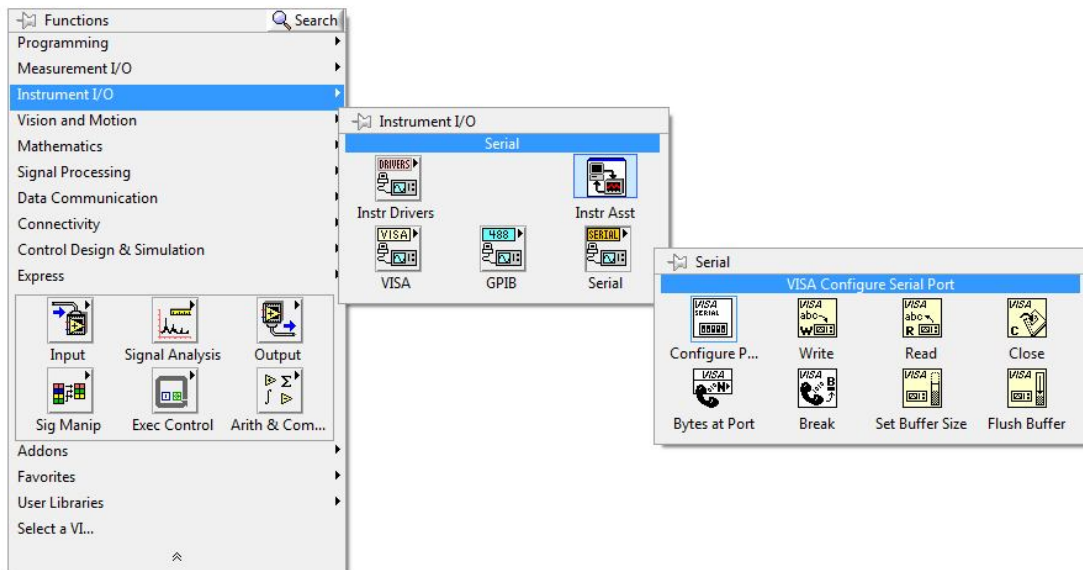 Functions
Search
Programming
Measurement I/O
Instrument I/O
Vision and Motion
Mathematics
Signal Processing
Data Communication
Connectivity
Control Design & Simulation
Express
Input Signal Analysis Output
Sig Manip Exec Control Arith & Com...
Addons
Favorites
User Libraries
Select a VI...
Instrument I/O
Serial
DRIVERS
Instr Drivers Instr Asst
VISA 488 SERIAL
VISA GPIB Serial
Serial
VISA Configure Serial Port
VISA VISA VISA VISA
SERIAL abc abc
W R C
Configure P... Write Read Close
VISA VISA VISA VISA
N B
Bytes at Port Break Set Buffer Size Flush Buffer